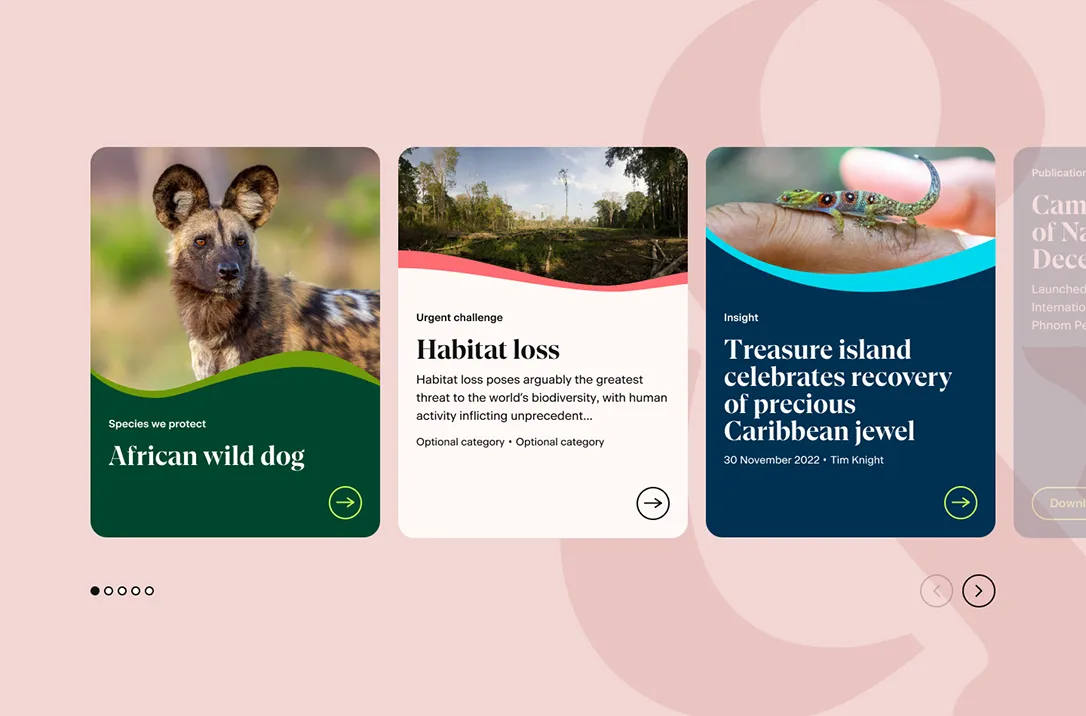 Species we protect
African wild dog
Urgent challenge
Habitat loss
Habitat loss poses arguably the greatest
threat to the world’s biodiversity, with human
activity inflicting unprecedent...
Optional category • Optional category
Insight
Treasure island
celebrates recovery
of precious
Caribbean jewel
30 November 2022 • Tim Knight
Publication
Cam
of Na
Dece
Launched
Internatio
Phnom Pe
Downl